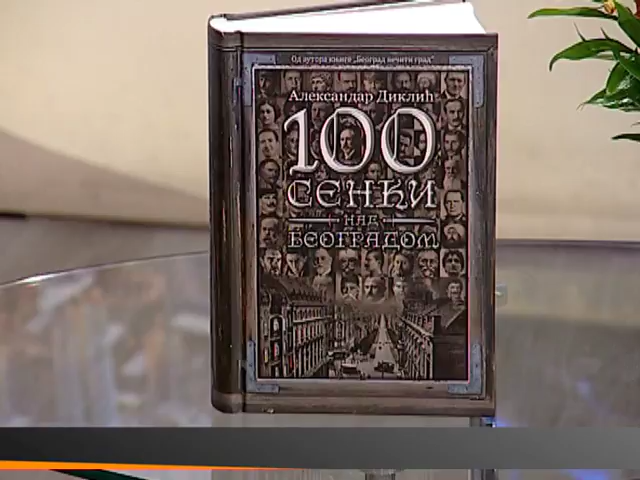 Од аутора књиге „Београд вечити град“
Александар Диклић
100
СЕНКИ
НАД
БЕОГРАДОМ